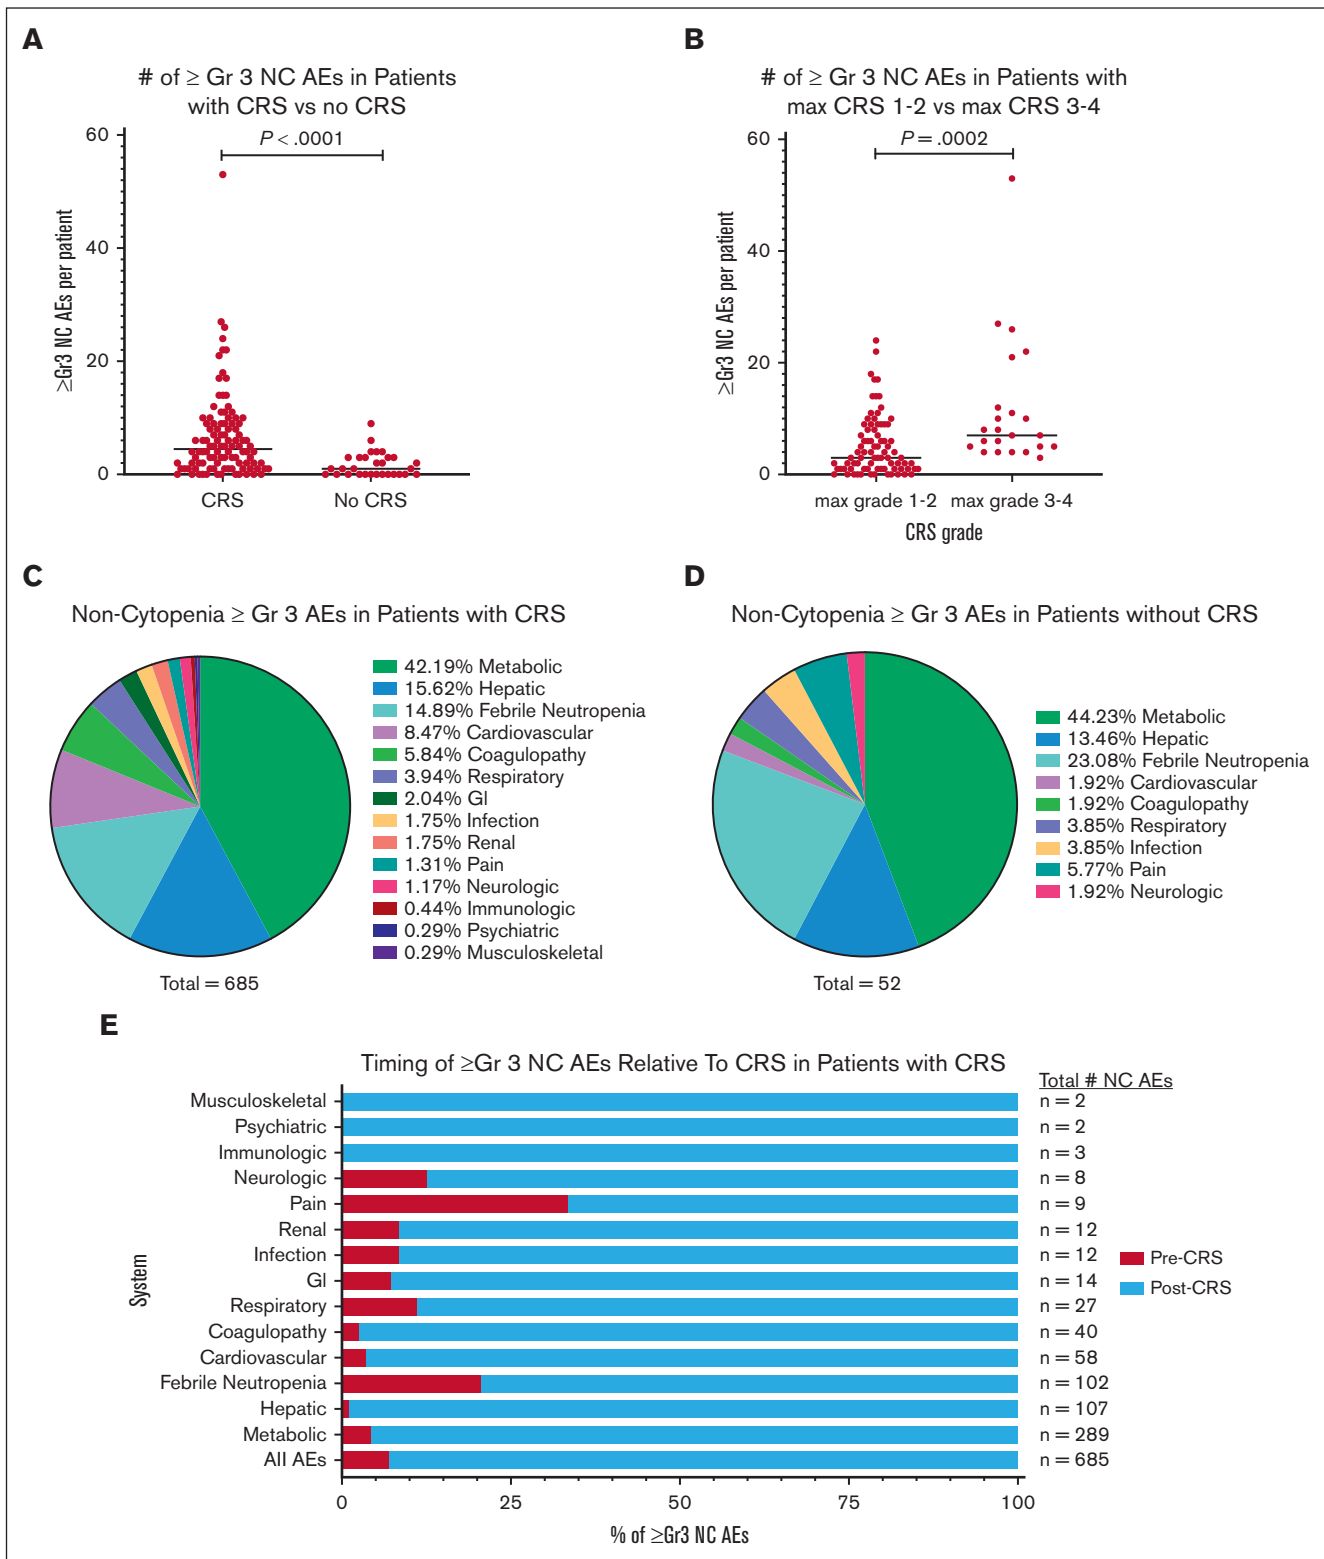 A
# of ≥ Gr 3 NC AEs in Patients
with CRS vs no CRS
P < .0001
60
40
20
0
≥Gr3 NC AEs per patient
CRS
No CRS
B
# of ≥ Gr 3 NC AEs in Patients with
max CRS 1-2 vs max CRS 3-4
P = .0002
60
40
20
0
≥Gr3 NC AEs per patient
max grade 1-2
max grade 3-4
CRS grade
C
Non-Cytopenia ≥ Gr 3 AEs in Patients with CRS
42.19% Metabolic
15.62% Hepatic
14.89% Febrile Neutropenia
8.47% Cardiovascular
5.84% Coagulopathy
3.94% Respiratory
2.04% GI
1.75% Infection
1.75% Renal
1.31% Pain
1.17% Neurologic
0.44% Immunologic
0.29% Psychiatric
0.29% Musculoskeletal
Total = 685
D
Non-Cytopenia ≥ Gr 3 AEs in Patients without CRS
44.23% Metabolic
13.46% Hepatic
23.08% Febrile Neutropenia
1.92% Cardiovascular
1.92% Coagulopathy
3.85% Respiratory
3.85% Infection
5.77% Pain
1.92% Neurologic
Total = 52
E
Timing of ≥Gr 3 NC AEs Relative To CRS in Patients with CRS
Total # NC AEs
Musculoskeletal n = 2
Psychiatric n = 2
Immunologic n = 3
Neurologic n = 8
Pain n = 9
Renal n = 12
Infection n = 12
GI n = 14
Respiratory n = 27
Coagulopathy n = 40
Cardiovascular n = 58
Febrile Neutropenia n = 102
Hepatic n = 107
Metabolic n = 289
All AEs n = 685
System
Pre-CRS
Post-CRS
0 25 50 75 100
% of ≥Gr3 NC AEs